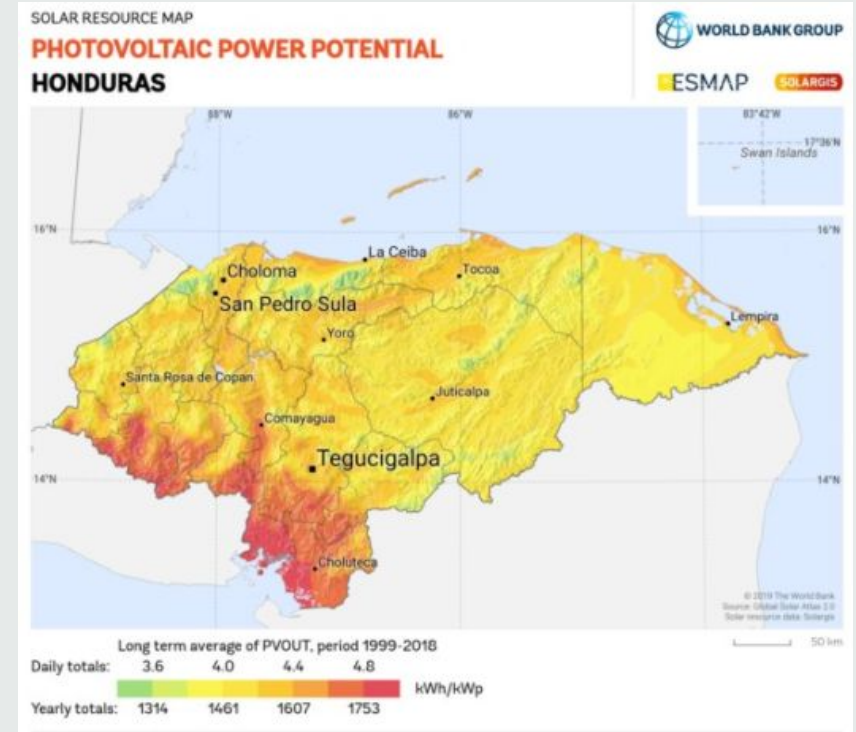 SOLAR RESOURCE MAP
PHOTOVOLTAIC POWER POTENTIAL
HONDURAS
WORLD BANK GROUP
ESMAP
SOLARGIS
88°W
86°W
83°42'W
17°36'N
Swan Islands
16°N
16°N
La Ceiba
Choloma
Tocoa
San Pedro Sula
Lempira
Yoro
Santa Rosa de Copan
Juticalpa
Comayagua
Tegucigalpa
14°N
14°N
Choluteca
© 2019 The World Bank
Source: Global Solar Atlas 2.0
Solar resource data: Solargis
50 km
Long term average of PVOUT, period 1999-2018
Daily totals: 3.6 4.0 4.4 4.8
kWh/kWp
Yearly totals: 1314 1461 1607 1753